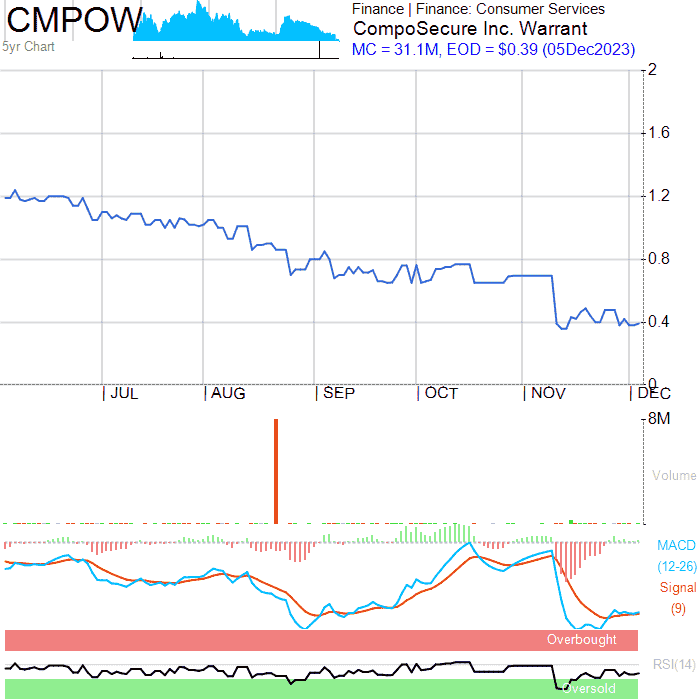 CMPOW
5yr Chart
Finance | Finance: Consumer Services
CompoSecure Inc. Warrant
MC = 31.1M, EOD = $0.39 (05Dec2023)
2
1.6
1.2
0.8
0.4
0
JUL AUG SEP OCT NOV DEC
8M
Volume
MACD
(12-26)
Signal
(9)
Overbought
RSI(14)
Oversold